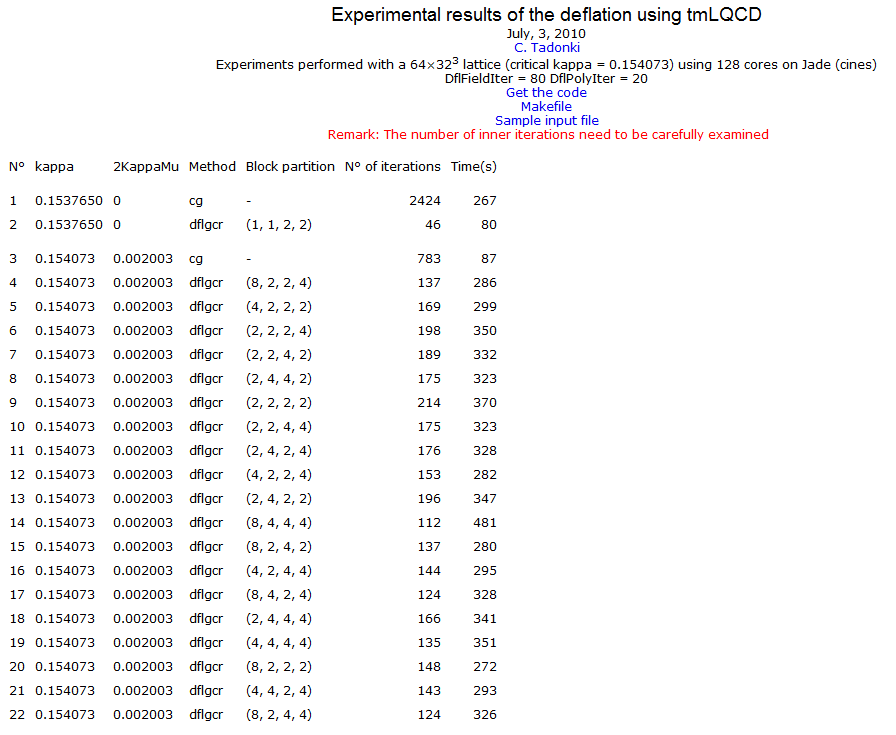 Experimental results of the deflation using tmLQCD
July, 3, 2010
C. Tadonki
Experiments performed with a 64×32³ lattice (critical kappa = 0.154073) using 128 cores on Jade (cines)
DflFieldIter = 80 DflPolyIter = 20
Get the code
Makefile
Sample input file
Remark: The number of inner iterations need to be carefully examined
N° kappa 2KappaMu Method Block partition N° of iterations Time(s)
1 0.1537650 0 cg - 2424 267
2 0.1537650 0 dflgcr (1, 1, 2, 2) 46 80
3 0.154073 0.002003 cg - 783 87
4 0.154073 0.002003 dflgcr (8, 2, 2, 4) 137 286
5 0.154073 0.002003 dflgcr (4, 2, 2, 2) 169 299
6 0.154073 0.002003 dflgcr (2, 2, 2, 4) 198 350
7 0.154073 0.002003 dflgcr (2, 2, 4, 2) 189 332
8 0.154073 0.002003 dflgcr (2, 4, 4, 2) 175 323
9 0.154073 0.002003 dflgcr (2, 2, 2, 2) 214 370
10 0.154073 0.002003 dflgcr (2, 2, 4, 4) 175 323
11 0.154073 0.002003 dflgcr (2, 4, 2, 4) 176 328
12 0.154073 0.002003 dflgcr (4, 2, 2, 4) 153 282
13 0.154073 0.002003 dflgcr (2, 4, 2, 2) 196 347
14 0.154073 0.002003 dflgcr (8, 4, 4, 4) 112 481
15 0.154073 0.002003 dflgcr (8, 2, 4, 2) 137 280
16 0.154073 0.002003 dflgcr (4, 2, 4, 4) 144 295
17 0.154073 0.002003 dflgcr (8, 4, 2, 4) 124 328
18 0.154073 0.002003 dflgcr (2, 4, 4, 4) 166 341
19 0.154073 0.002003 dflgcr (4, 4, 4, 4) 135 351
20 0.154073 0.002003 dflgcr (8, 2, 2, 2) 148 272
21 0.154073 0.002003 dflgcr (4, 4, 2, 4) 143 293
22 0.154073 0.002003 dflgcr (8, 2, 4, 4) 124 326